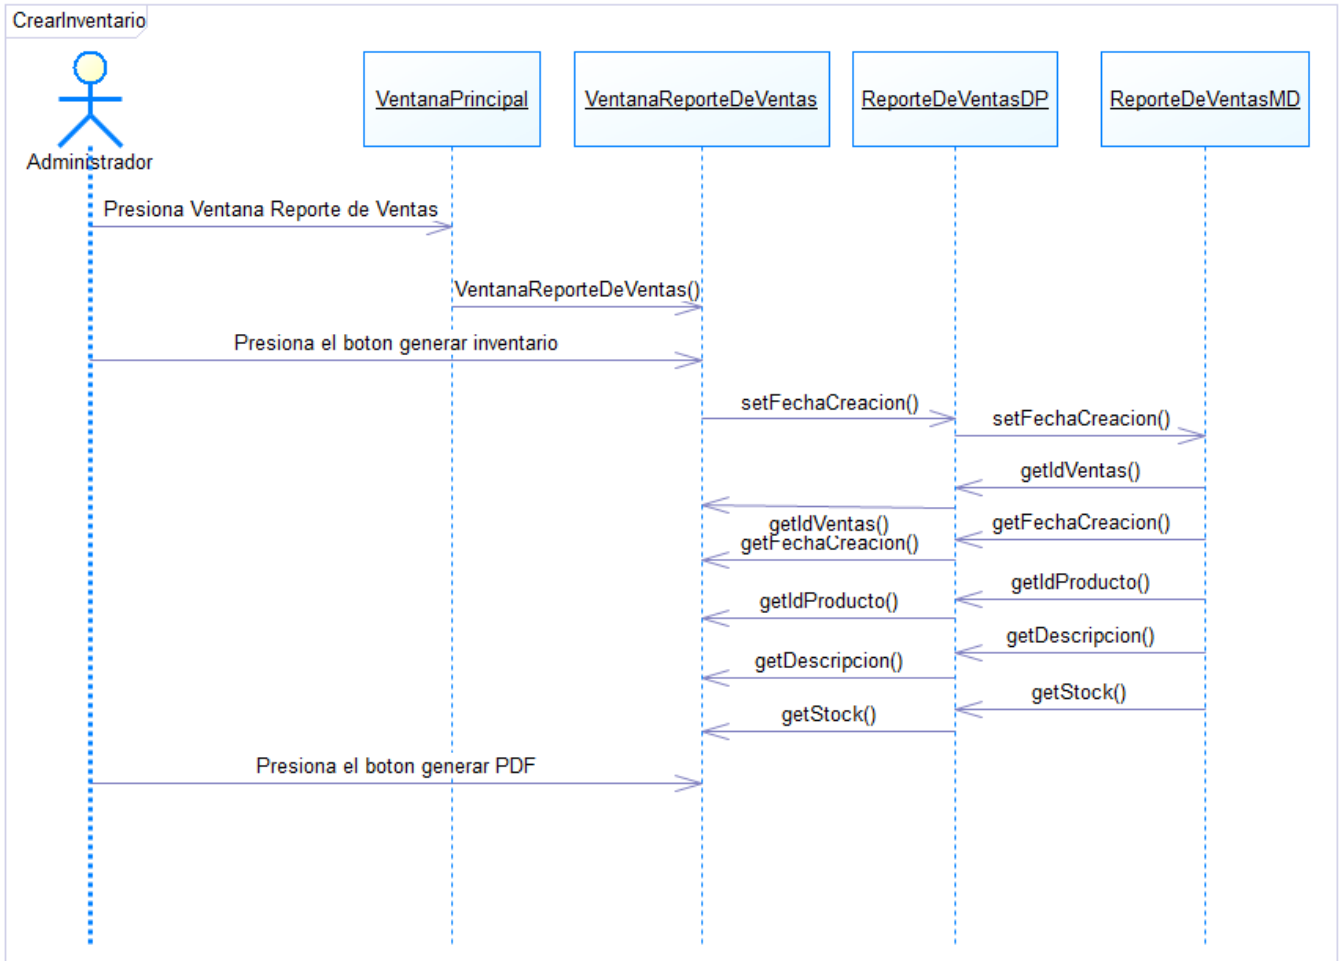 CrearInventario
Administrador
VentanaPrincipal
VentanaReporteDeVentas
ReporteDeVentasDP
ReporteDeVentasMD
Presiona Ventana Reporte de Ventas
VentanaReporteDeVentas()
Presiona el boton generar inventario
setFechaCreacion()
setFechaCreacion()
getIdVentas()
getIdVentas()
getFechaCreacion()
getFechaCreacion()
getIdProducto()
getIdProducto()
getDescripcion()
getDescripcion()
getStock()
getStock()
Presiona el boton generar PDF